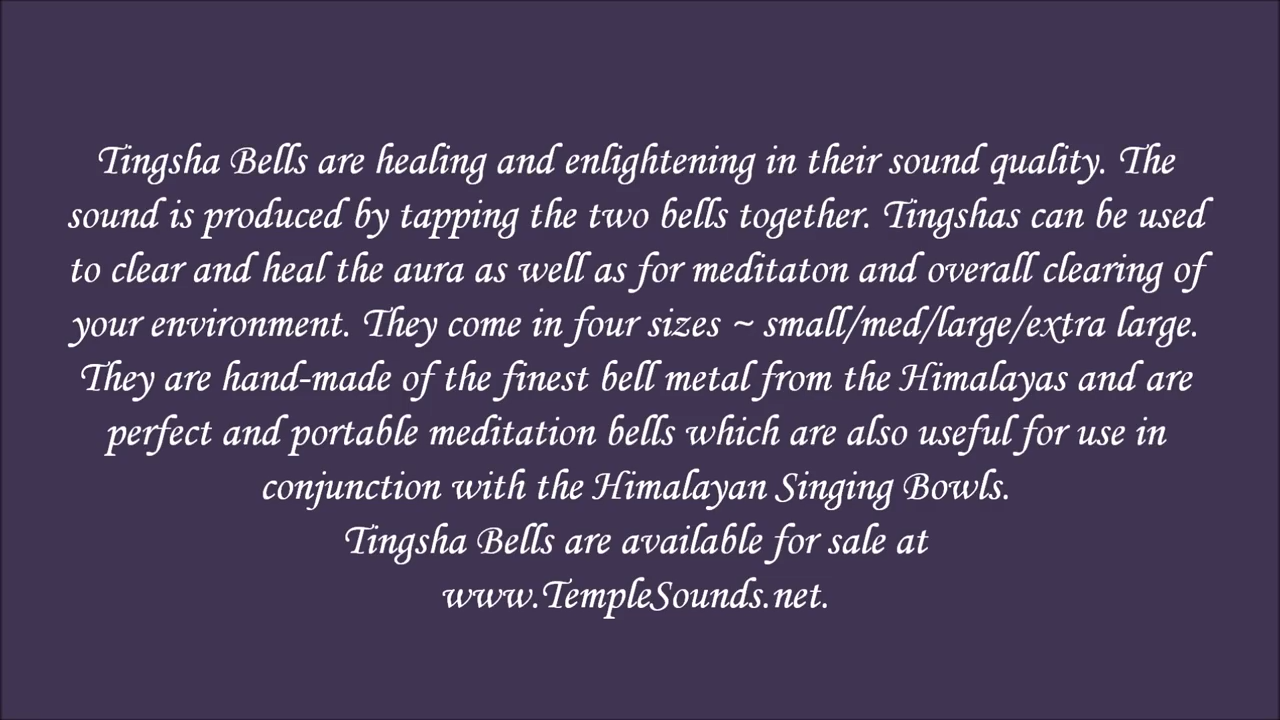 Tingsha Bells are healing and enlightening in their sound quality. The
sound is produced by tapping the two bells together. Tingshas can be used
to clear and heal the aura as well as for meditaton and overall clearing of
your environment. They come in four sizes ~ small/med/large/extra large.
They are hand-made of the finest bell metal from the Himalayas and are
perfect and portable meditation bells which are also useful for use in
conjunction with the Himalayan Singing Bowls.
Tingsha Bells are available for sale at
www.TempleSounds.net.